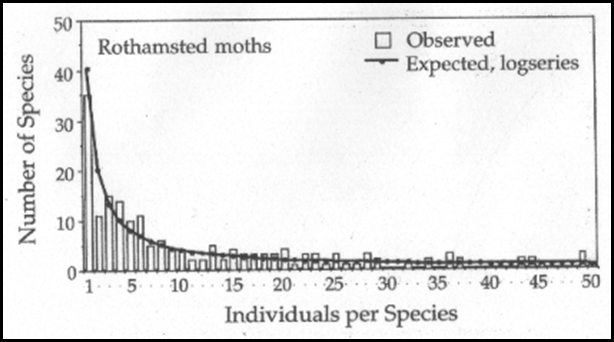 Rothamsted moths
Observed
Expected, logseries
Number of Species
50
40
30
20
10
0
1 5 10 15 20 25 30 35 40 45 50
Individuals per Species